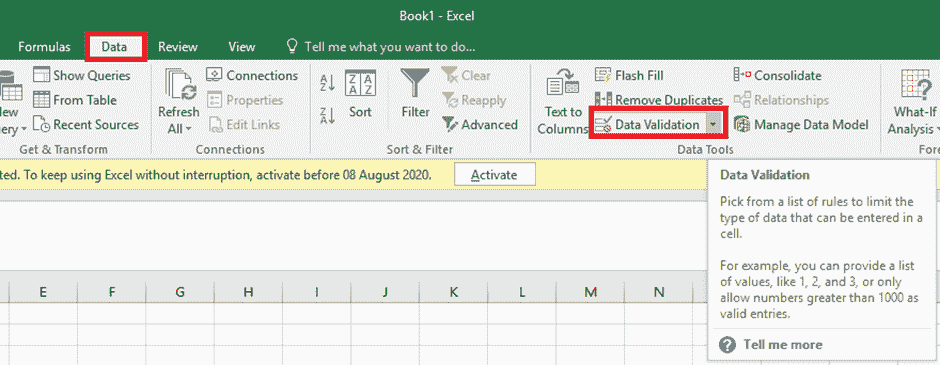 Book1 - Excel
Formulas Data Review View Tell me what you want to do...
Show Queries
From Table
Recent Sources
Get & Transform
Refresh
All
Connections
Properties
Edit Links
Connections
Sort
Filter
Clear
Reapply
Advanced
Sort & Filter
Text to
Columns
Flash Fill
Remove Duplicates
Data Validation
Consolidate
Relationships
Manage Data Model
Data Tools
What-If
Analysis
ted. To keep using Excel without interruption, activate before 08 August 2020. Activate
Data Validation
Pick from a list of rules to limit the
type of data that can be entered in a
cell.
For example, you can provide a list
of values, like 1, 2, and 3, or only
allow numbers greater than 1000 as
valid entries.
Tell me more
E F G H I J K L M N